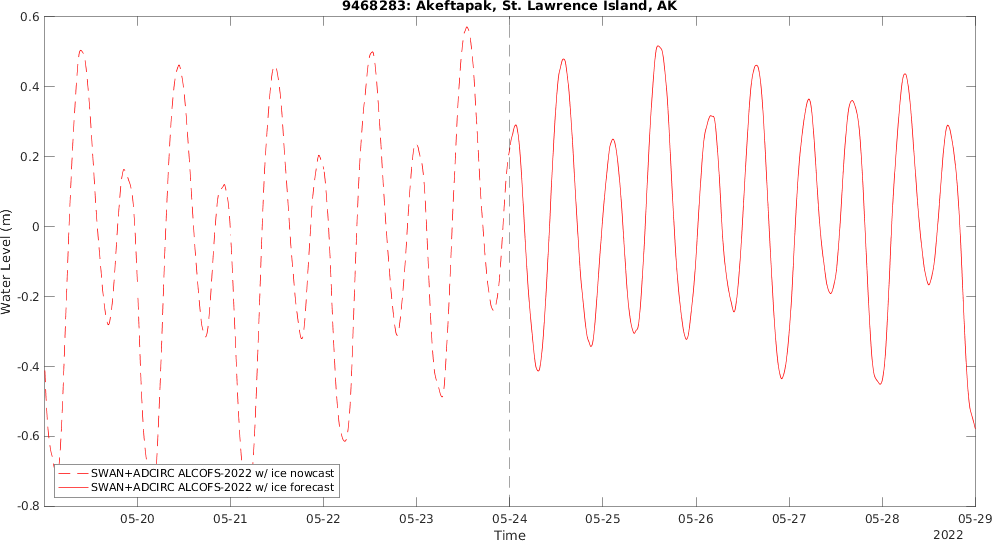 9468283: Akeftapak, St. Lawrence Island, AK
0.6
0.4
0.2
0
-0.2
-0.4
-0.6
-0.8
Water Level (m)
SWAN+ADCIRC ALCOFS-2022 w/ ice nowcast
SWAN+ADCIRC ALCOFS-2022 w/ ice forecast
05-20 05-21 05-22 05-23 05-24 05-25 05-26 05-27 05-28 05-29
Time
2022